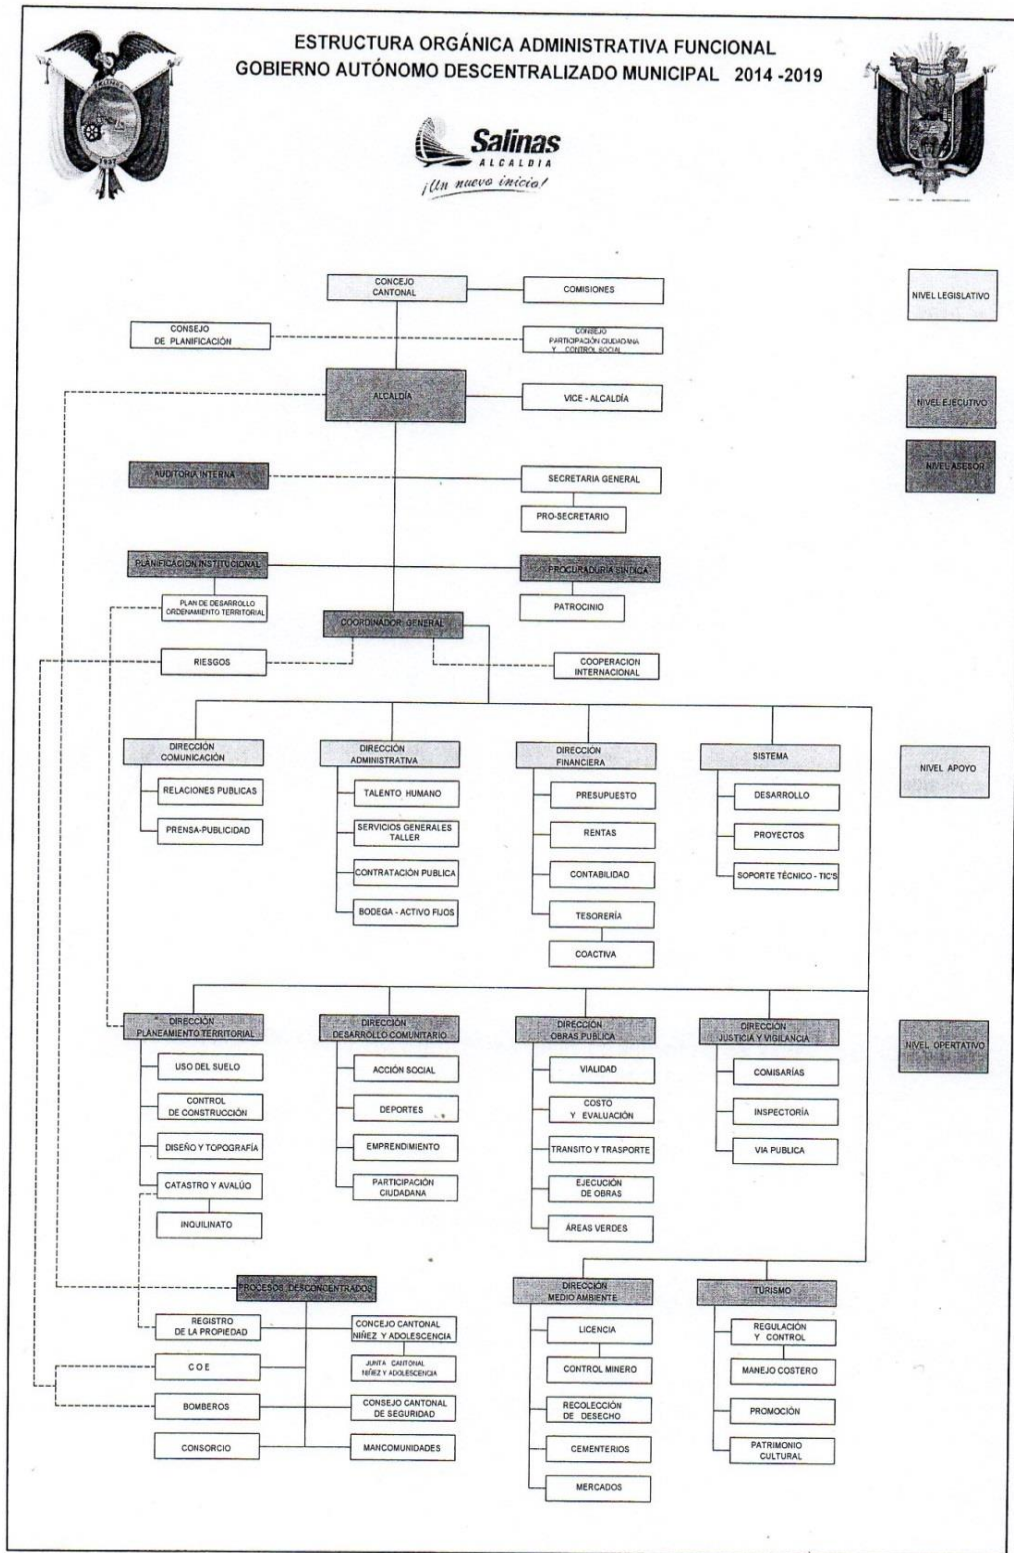 ESTRUCTURA ORGÁNICA ADMINISTRATIVA FUNCIONAL
GOBIERNO AUTÓNOMO DESCENTRALIZADO MUNICIPAL 2014 -2019
Salinas
ALCALDIA
¡Un nuevo inicio!
1937
CONCEJO
CANTONAL
COMISIONES
NIVEL LEGISLATIVO
CONSEJO
DE PLANIFICACIÓN
CONSEJO
PARTICIPACIÓN CIUDADANA
Y CONTROL SOCIAL
ALCALDÍA
VICE - ALCALDÍA
NIVEL EJECUTIVO
AUDITORIA INTERNA
SECRETARIA GENERAL
NIVEL ASESOR
PRO-SECRETARIO
PLANIFICACION INSTITUCIONAL
PROCURADURIA SINDICA
PLAN DE DESARROLLO
ORDENAMIENTO TERRITORIAL
PATROCINIO
COORDINADOR GENERAL
RIESGOS
COOPERACION
INTERNACIONAL
DIRECCIÓN
COMUNICACIÓN
DIRECCIÓN
ADMINISTRATIVA
DIRECCIÓN
FINANCIERA
SISTEMA
NIVEL APOYO
RELACIONES PUBLICAS
PRENSA-PUBLICIDAD
TALENTO HUMANO
SERVICIOS GENERALES
TALLER
CONTRATACIÓN PUBLICA
BODEGA - ACTIVO FIJOS
PRESUPUESTO
RENTAS
CONTABILIDAD
TESORERÍA
COACTIVA
DESARROLLO
PROYECTOS
SOPORTE TÉCNICO - TIC'S
DIRECCIÓN
PLANEAMIENTO TERRITORIAL
DIRECCIÓN
DESARROLLO COMUNITARIO
DIRECCIÓN
OBRAS PUBLICA
DIRECCIÓN
JUSTICIA Y VIGILANCIA
NIVEL OPERTATIVO
USO DEL SUELO
CONTROL
DE CONSTRUCCIÓN
DISEÑO Y TOPOGRAFÍA
CATASTRO Y AVALÚO
INQUILINATO
ACCIÓN SOCIAL
DEPORTES
EMPRENDIMIENTO
PARTICIPACIÓN
CIUDADANA
VIALIDAD
COSTO
Y EVALUACIÓN
TRANSITO Y TRASPORTE
EJECUCIÓN
DE OBRAS
ÁREAS VERDES
COMISARÍAS
INSPECTORÍA
VIA PUBLICA
PROCESOS DESCONCENTRADOS
REGISTRO
DE LA PROPIEDAD
CONCEJO CANTONAL
NIÑEZ Y ADOLESCENCIA
C O E
JUNTA CANTONAL
NIÑEZ Y ADOLESCENCIA
BOMBEROS
CONSEJO CANTONAL
DE SEGURIDAD
CONSORCIO
MANCOMUNIDADES
DIRECCIÓN
MEDIO AMBIENTE
LICENCIA
CONTROL MINERO
RECOLECCIÓN
DE DESECHO
CEMENTERIOS
MERCADOS
TURISMO
REGULACIÓN
Y CONTROL
MANEJO COSTERO
PROMOCIÓN
PATRIMONIO
CULTURAL